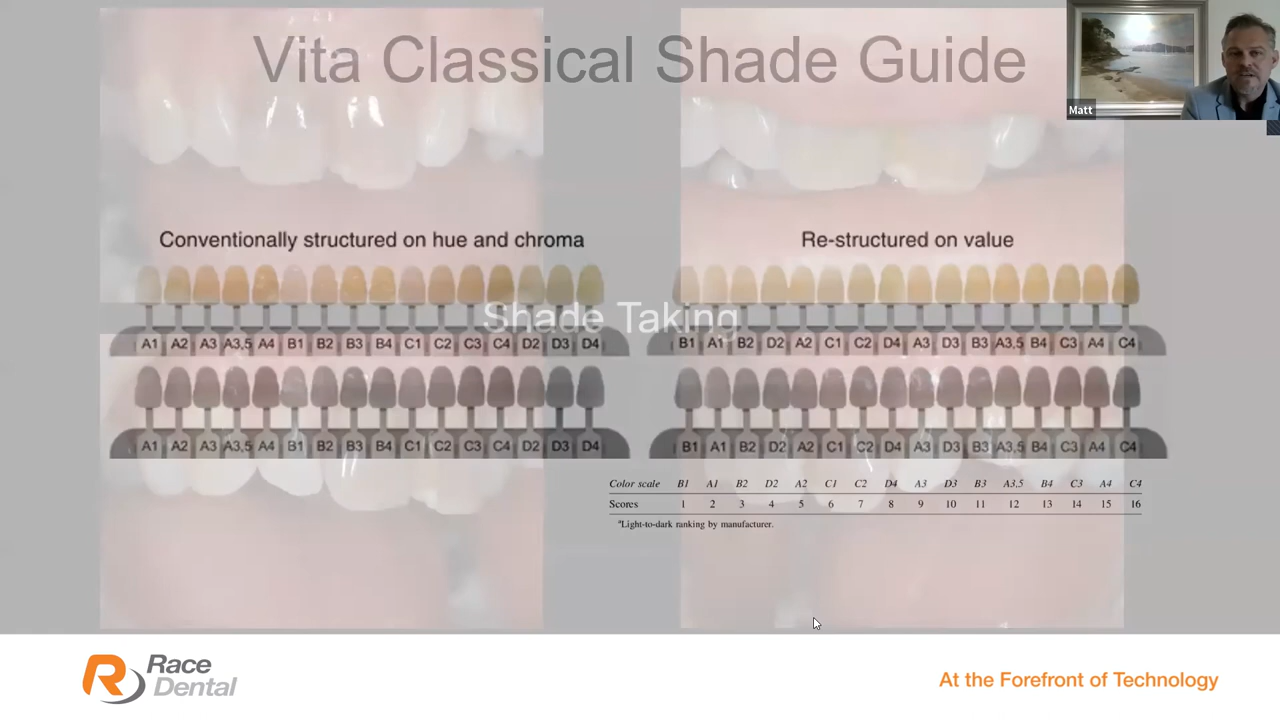 Vita Classical Shade Guide
Matt
Conventionally structured on hue and chroma
Re-structured on value
Shade Taking
A1 A2 A3 A3,5 A4 B1 B2 B3 B4 C1 C2 C3 C4 D2 D3 D4
B1 A1 B2 D2 A2 C1 C2 D4 A3 D3 B3 A3,5 B4 C3 A4 C4
A1 A2 A3 A3,5 A4 B1 B2 B3 B4 C1 C2 C3 C4 D2 D3 D4
B1 A1 B2 D2 A2 C1 C2 D4 A3 D3 B3 A3,5 B4 C3 A4 C4
Color scale B1 A1 B2 D2 A2 C1 C2 D4 A3 D3 B3 A3,5 B4 C3 A4 C4
Scores 1 2 3 4 5 6 7 8 9 10 11 12 13 14 15 16
aLight-to-dark ranking by manufacturer.
Race
Dental
At the Forefront of Technology